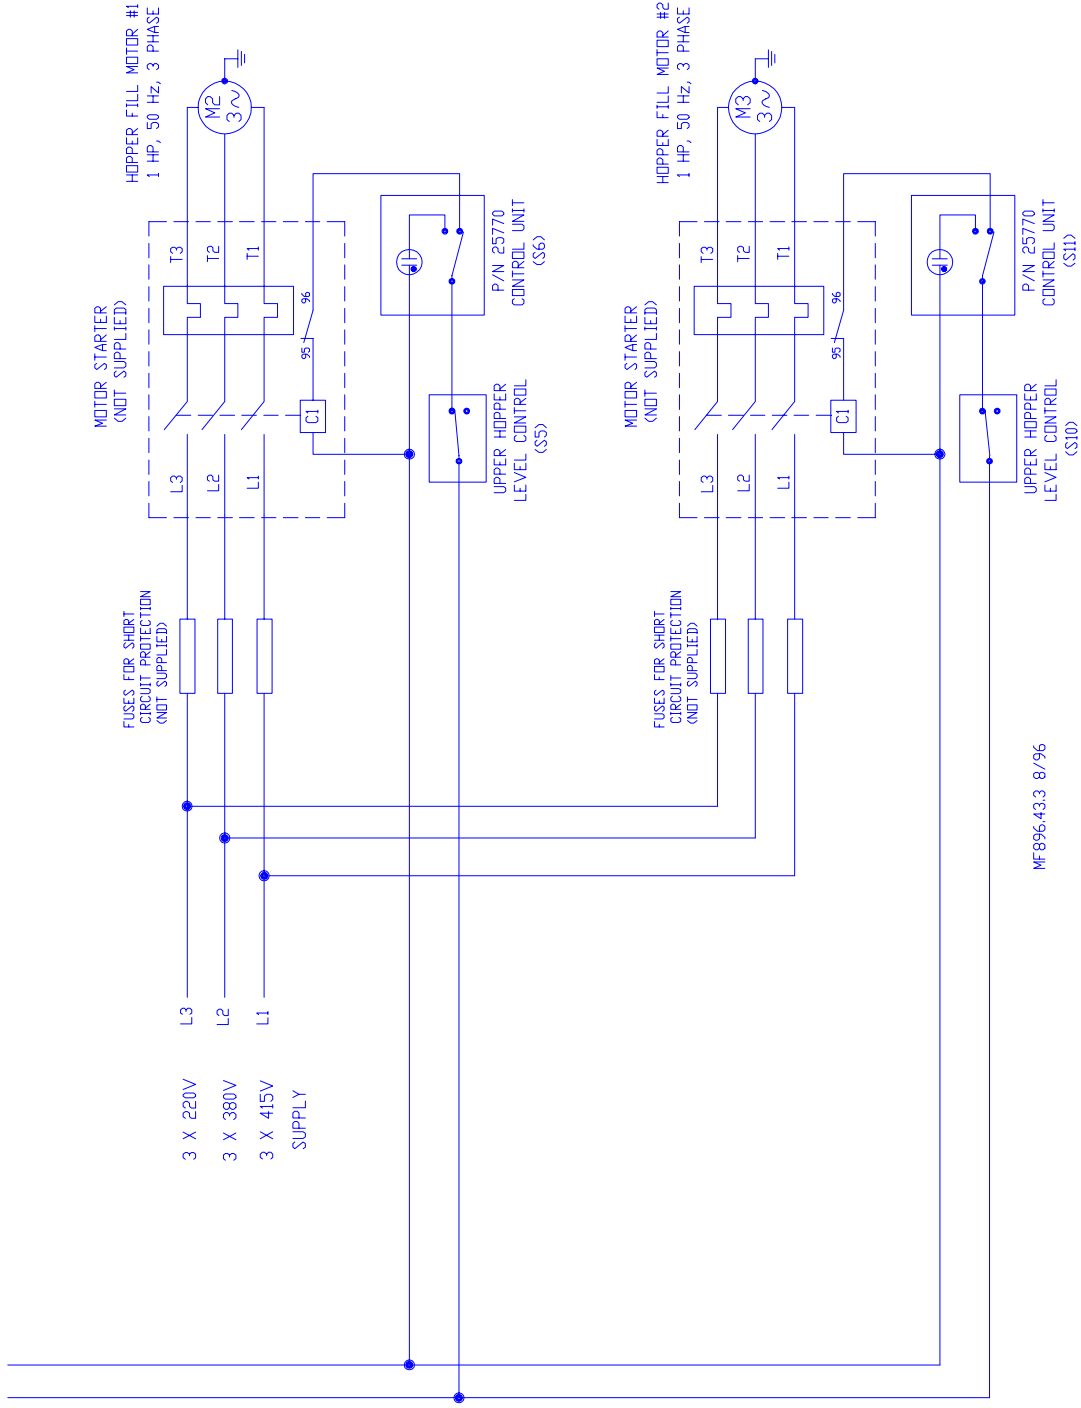 HOPPER FILL MOTOR #1
1 HP, 50 Hz, 3 PHASE
M2
3~
MOTOR STARTER
(NOT SUPPLIED)
T3
T2
T1
96
95
C1
L3
L2
L1
P/N 25770
CONTROL UNIT
(S6)
UPPER HOPPER
LEVEL CONTROL
(S5)
FUSES FOR SHORT
CIRCUIT PROTECTION
(NOT SUPPLIED)
L3
L2
L1
3 X 220V
3 X 380V
3 X 415V
SUPPLY
HOPPER FILL MOTOR #2
1 HP, 50 Hz, 3 PHASE
M3
3~
MOTOR STARTER
(NOT SUPPLIED)
T3
T2
T1
96
95
C1
L3
L2
L1
P/N 25770
CONTROL UNIT
(S11)
UPPER HOPPER
LEVEL CONTROL
(S10)
FUSES FOR SHORT
CIRCUIT PROTECTION
(NOT SUPPLIED)
MF896.43.3 8/96